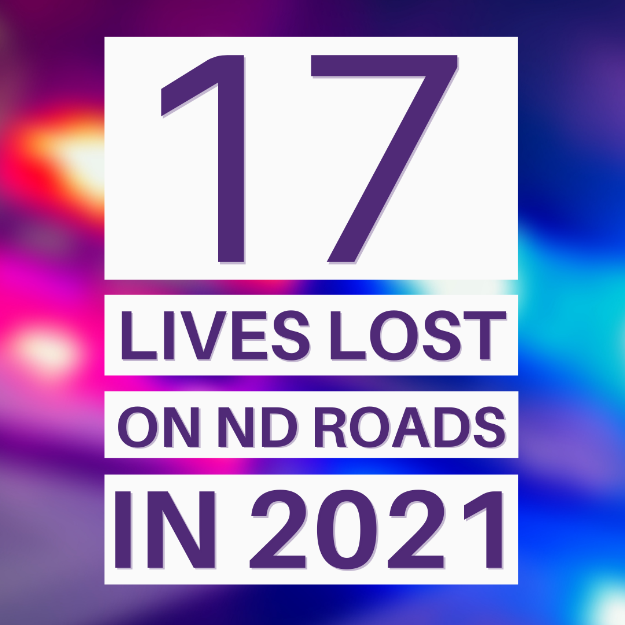 17
LIVES LOST
ON ND ROADS
IN 2021